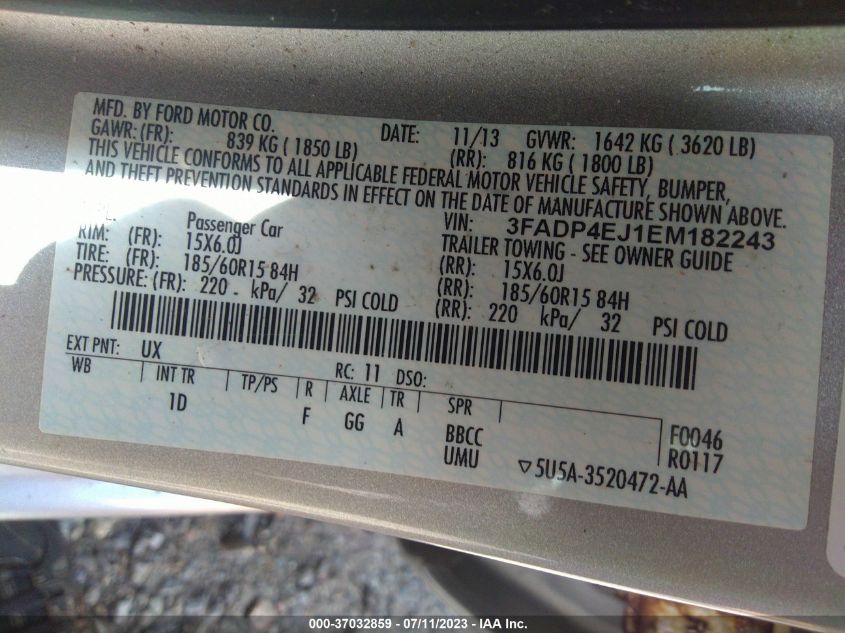 MFD. BY FORD MOTOR CO.
DATE: 11/13 GVWR: 1642 KG ( 3620 LB)
GAWR: (FR): 839 KG ( 1850 LB) (RR): 816 KG ( 1800 LB)
THIS VEHICLE CONFORMS TO ALL APPLICABLE FEDERAL MOTOR VEHICLE SAFETY, BUMPER,
AND THEFT PREVENTION STANDARDS IN EFFECT ON THE DATE OF MANUFACTURE SHOWN ABOVE.
VIN: 3FADP4EJ1EM182243
Passenger Car TRAILER TOWING - SEE OWNER GUIDE
RIM: (FR): 15X6.0J (RR): 15X6.0J
TIRE: (FR): 185/60R15 84H (RR): 185/60R15 84H
PRESSURE: (FR): 220 - kPa/ 32 PSI COLD (RR): 220 kPa/ 32 PSI COLD
EXT PNT: UX RC: 11 DSO:
WB INT TR TP/PS R AXLE TR SPR
1D F GG A BBCC F0046
UMU R0117
▽5U5A-3520472-AA
000-37032859 - 07/11/2023 - IAA Inc.